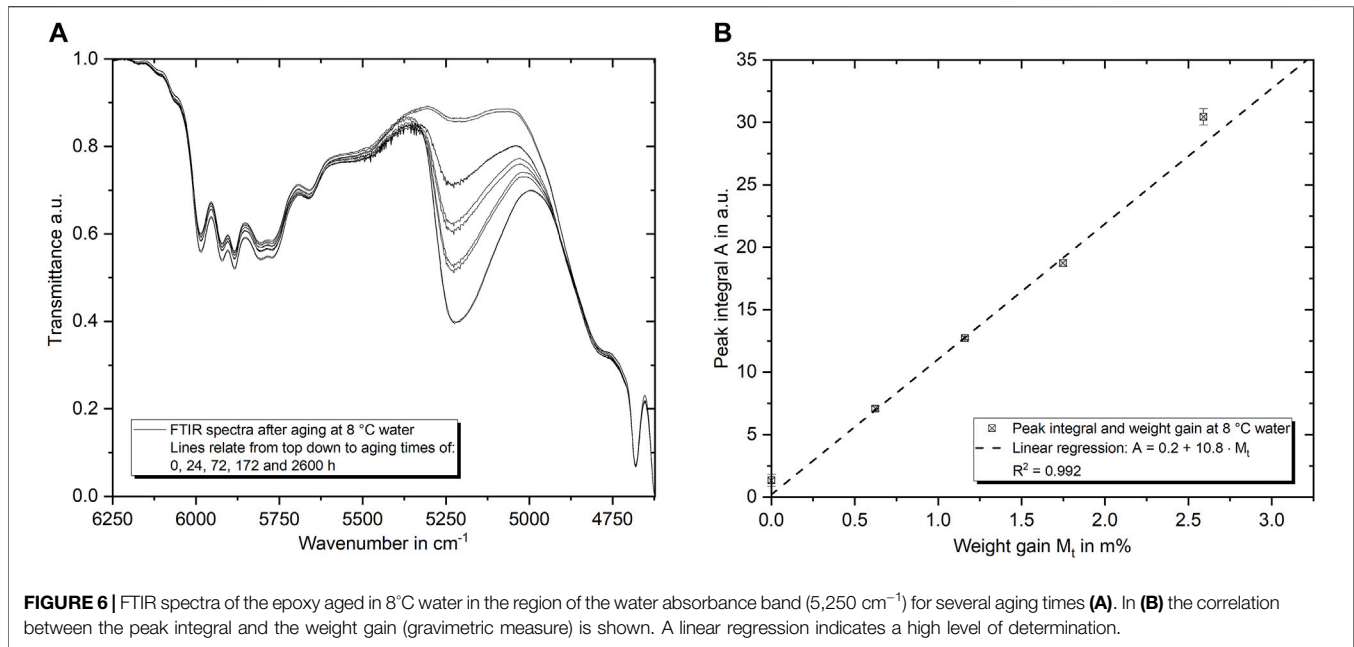 A
1.0
0.8
0.6
0.4
0.2
0.0
Transmittance a.u.
FTIR spectra after aging at 8 °C water
Lines relate from top down to aging times of:
0, 24, 72, 172 and 2600 h
6250 6000 5750 5500 5250 5000 4750
Wavenumber in cm⁻¹
B
35
30
25
20
15
10
5
0
Peak integral A in a.u.
Peak integral and weight gain at 8 °C water
Linear regression: A = 0.2 + 10.8 · Mₜ
R² = 0.992
0.0 0.5 1.0 1.5 2.0 2.5 3.0
Weight gain Mₜ in m%
FIGURE 6 | FTIR spectra of the epoxy aged in 8°C water in the region of the water absorbance band (5,250 cm⁻¹) for several aging times (A). In (B) the correlation
between the peak integral and the weight gain (gravimetric measure) is shown. A linear regression indicates a high level of determination.